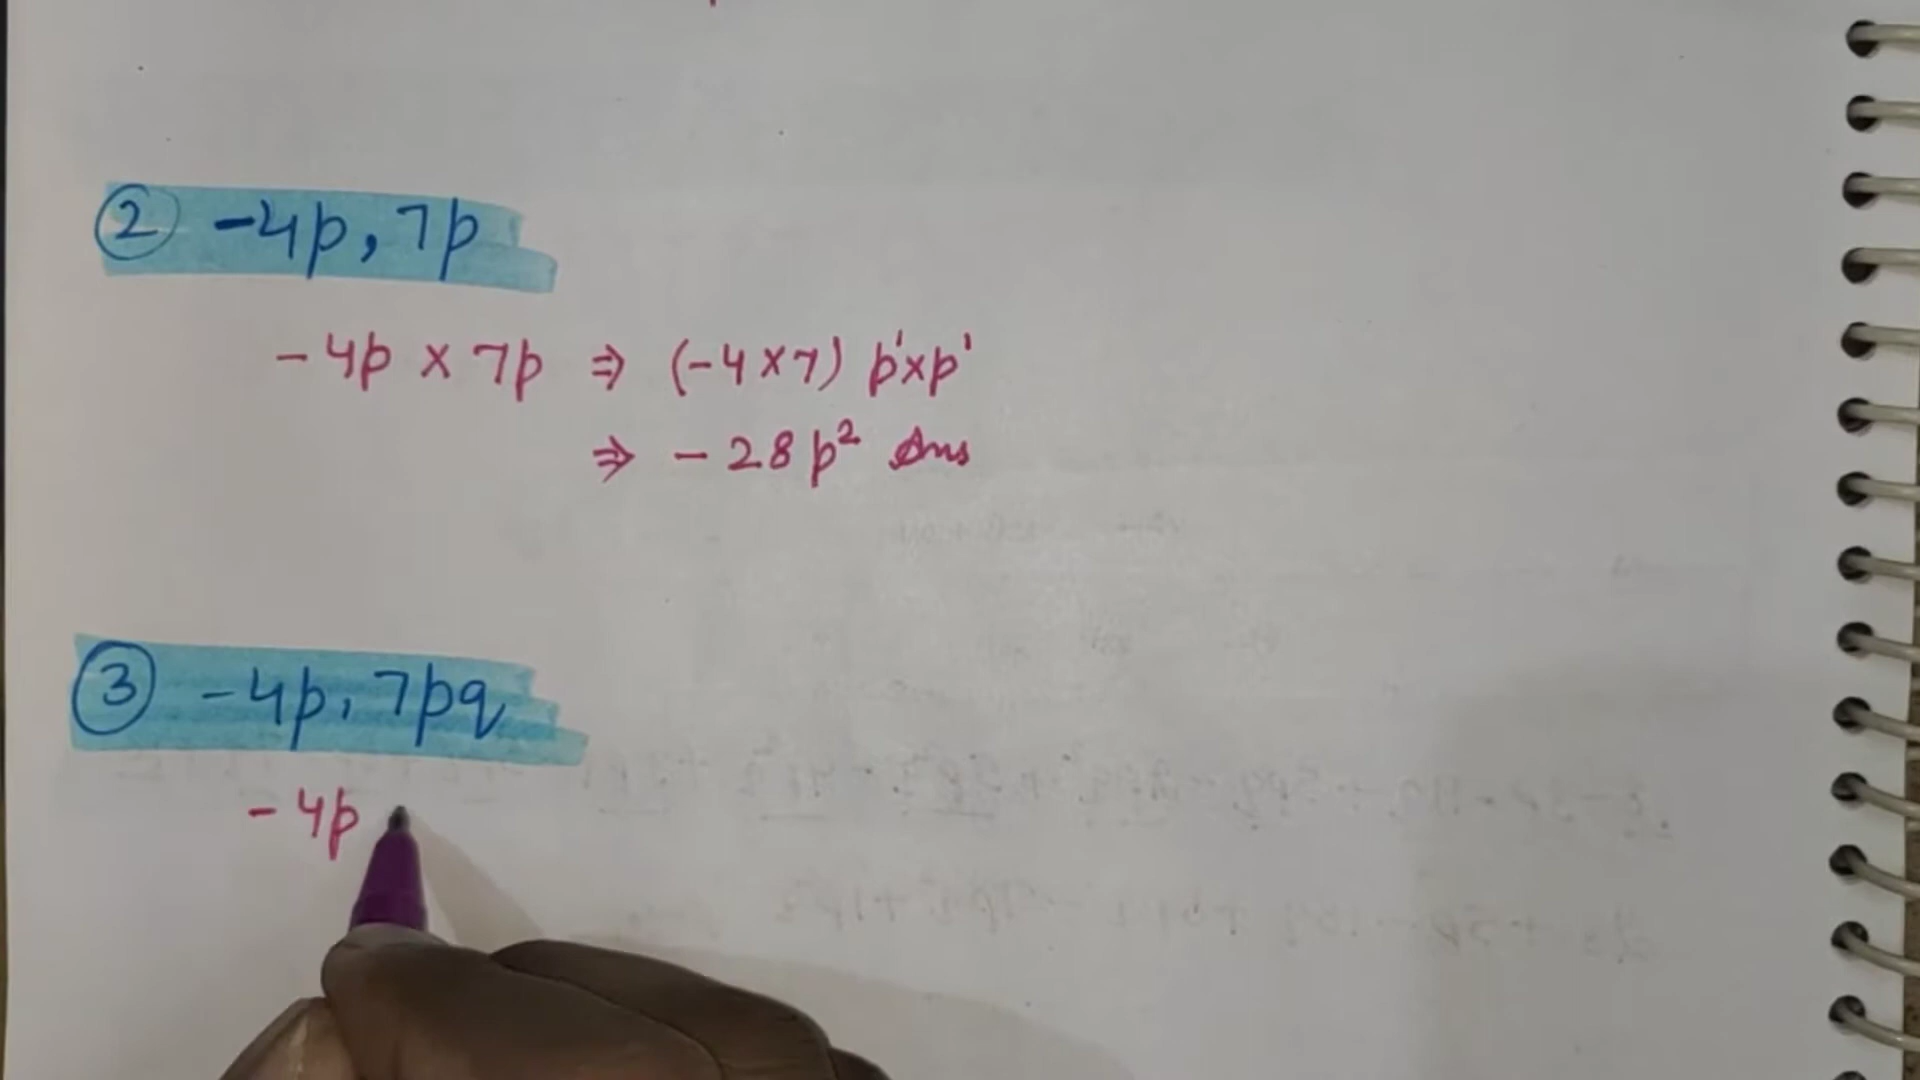 ② -4p, 7p
-4p × 7p ⇒ (-4×7) p¹×p¹
⇒ -28p² Ans
③ -4p, 7pq
-4p